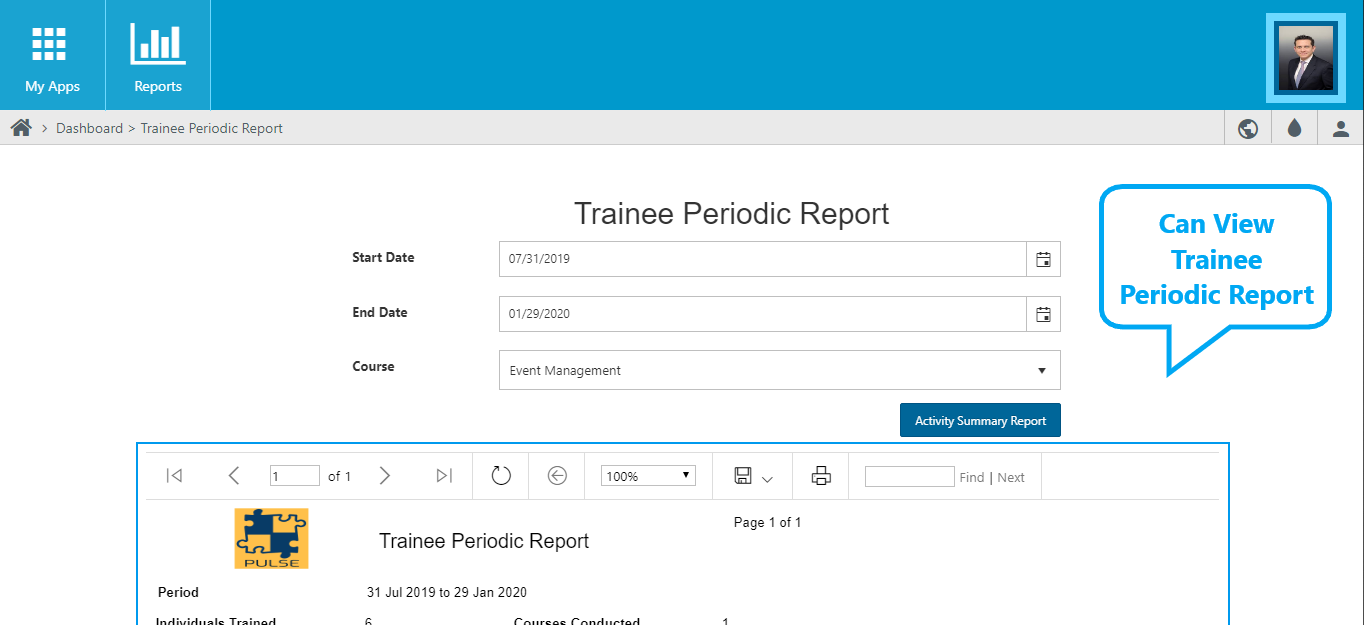 My Apps
Reports
Dashboard > Trainee Periodic Report
Can View
Trainee
Periodic Report
Trainee Periodic Report
Start Date
07/31/2019
End Date
01/29/2020
Course
Event Management
Activity Summary Report
1 of 1
100%
Find | Next
PULSE
Trainee Periodic Report
Page 1 of 1
Period 31 Jul 2019 to 29 Jan 2020
Individuals Trained 6 Courses Conducted 1